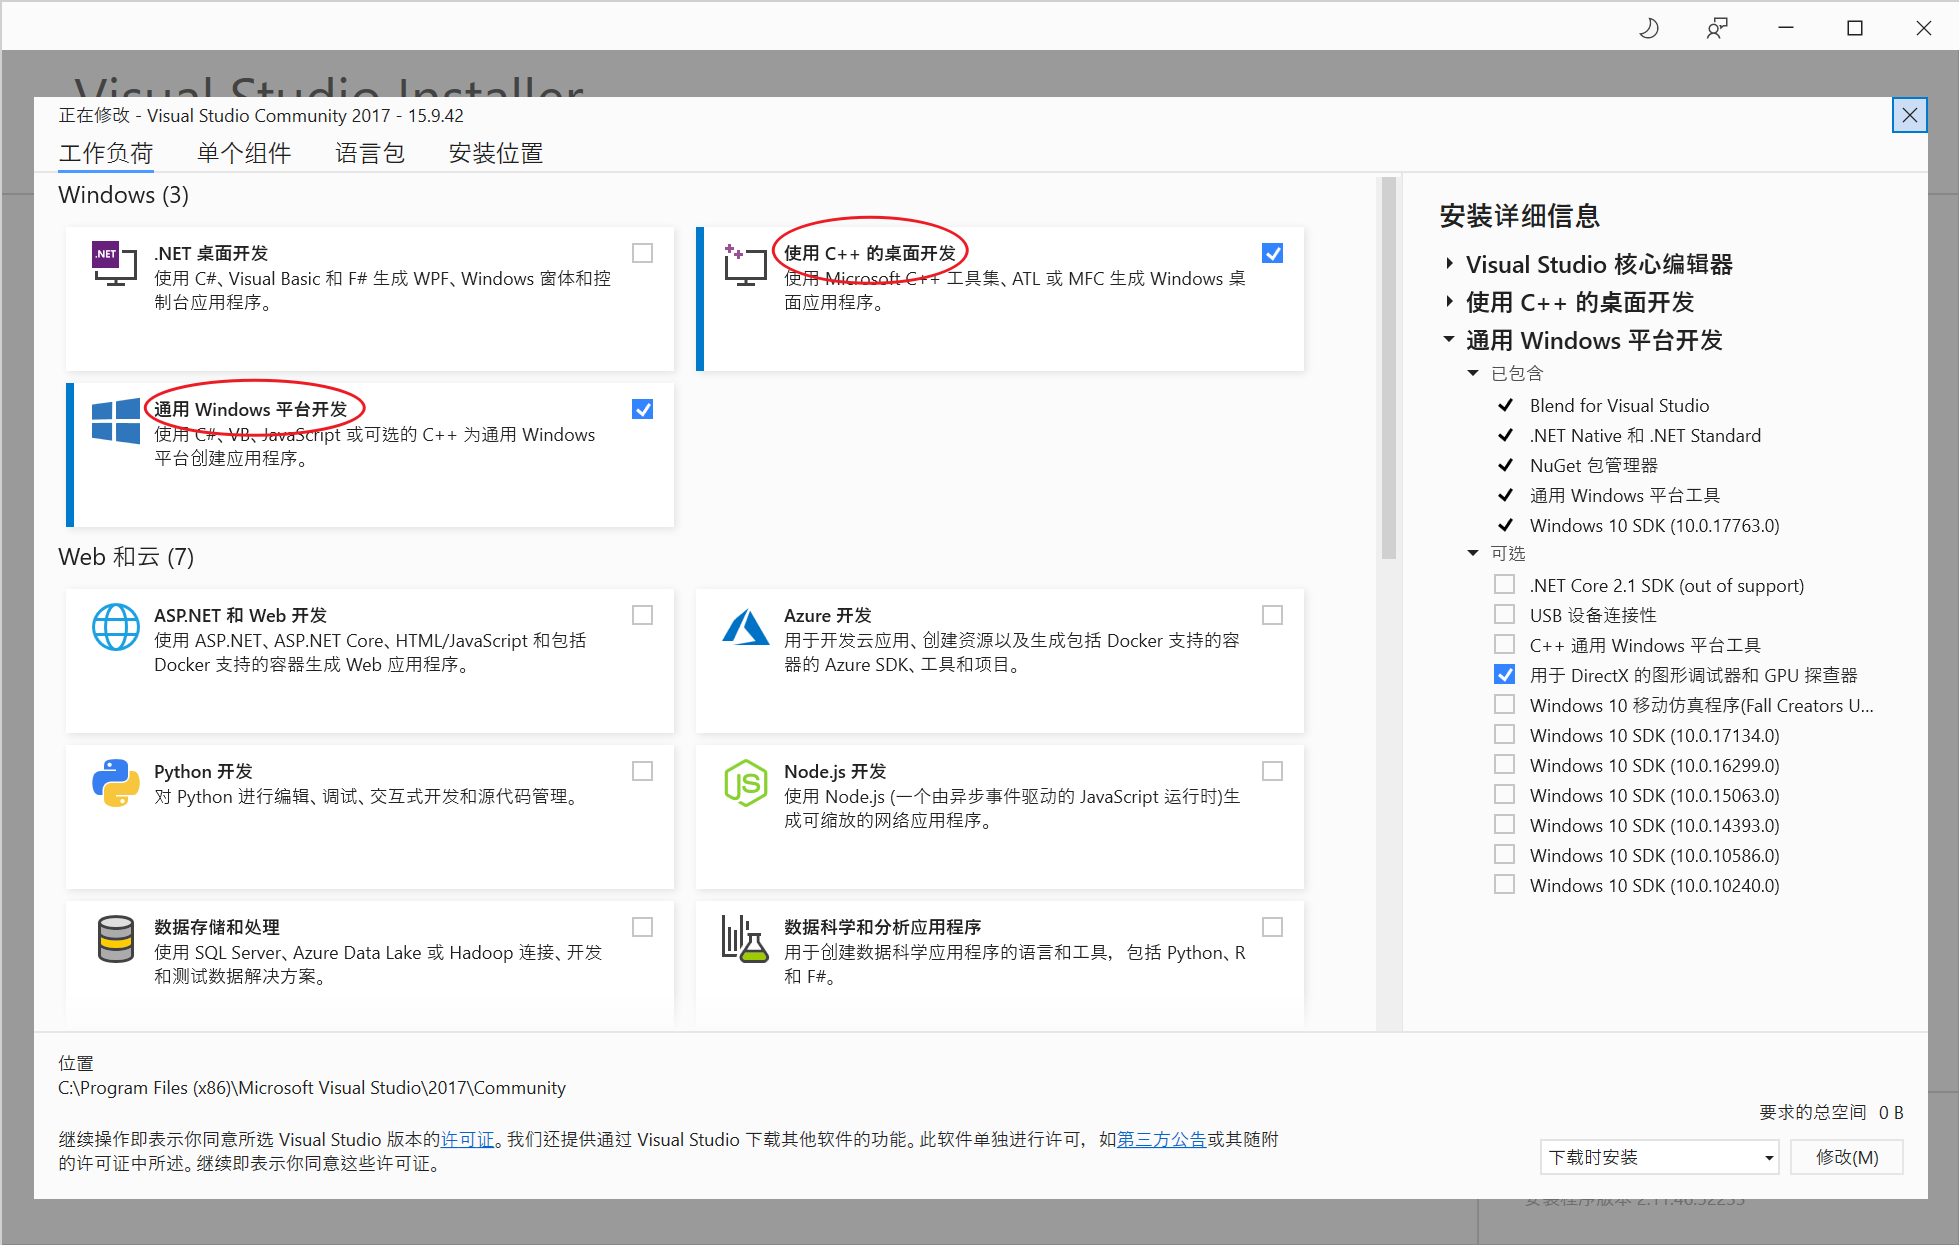 Visual Studio Installer
正在修改 - Visual Studio Community 2017 - 15.9.42
工作负荷 单个组件 语言包 安装位置
Windows (3)
.NET
.NET 桌面开发
使用 C#、Visual Basic 和 F# 生成 WPF、Windows 窗体和控
制台应用程序。
使用 C++ 的桌面开发
使用 Microsoft C++ 工具集、ATL 或 MFC 生成 Windows 桌
面应用程序。
通用 Windows 平台开发
使用 C#、VB、JavaScript 或可选的 C++ 为通用 Windows
平台创建应用程序。
Web 和云 (7)
ASP.NET 和 Web 开发
使用 ASP.NET、ASP.NET Core、HTML/JavaScript 和包括
Docker 支持的容器生成 Web 应用程序。
Azure 开发
用于开发云应用、创建资源以及生成包括 Docker 支持的容
器的 Azure SDK、工具和项目。
Python 开发
对 Python 进行编辑、调试、交互式开发和源代码管理。
JS
Node.js 开发
使用 Node.js (一个由异步事件驱动的 JavaScript 运行时)生
成可缩放的网络应用程序。
数据存储和处理
使用 SQL Server、Azure Data Lake 或 Hadoop 连接、开发
和测试数据解决方案。
数据科学和分析应用程序
用于创建数据科学应用程序的语言和工具，包括 Python、R
和 F#。
安装详细信息
Visual Studio 核心编辑器
使用 C++ 的桌面开发
通用 Windows 平台开发
已包含
Blend for Visual Studio
.NET Native 和 .NET Standard
NuGet 包管理器
通用 Windows 平台工具
Windows 10 SDK (10.0.17763.0)
可选
.NET Core 2.1 SDK (out of support)
USB 设备连接性
C++ 通用 Windows 平台工具
用于 DirectX 的图形调试器和 GPU 探查器
Windows 10 移动仿真程序(Fall Creators U...
Windows 10 SDK (10.0.17134.0)
Windows 10 SDK (10.0.16299.0)
Windows 10 SDK (10.0.15063.0)
Windows 10 SDK (10.0.14393.0)
Windows 10 SDK (10.0.10586.0)
Windows 10 SDK (10.0.10240.0)
位置
C:\Program Files (x86)\Microsoft Visual Studio\2017\Community
继续操作即表示你同意所选 Visual Studio 版本的许可证。我们还提供通过 Visual Studio 下载其他软件的功能。此软件单独进行许可，如第三方公告或其随附
的许可证中所述。继续即表示你同意这些许可证。
要求的总空间 0 B
下载时安装
修改(M)
安装程序版本